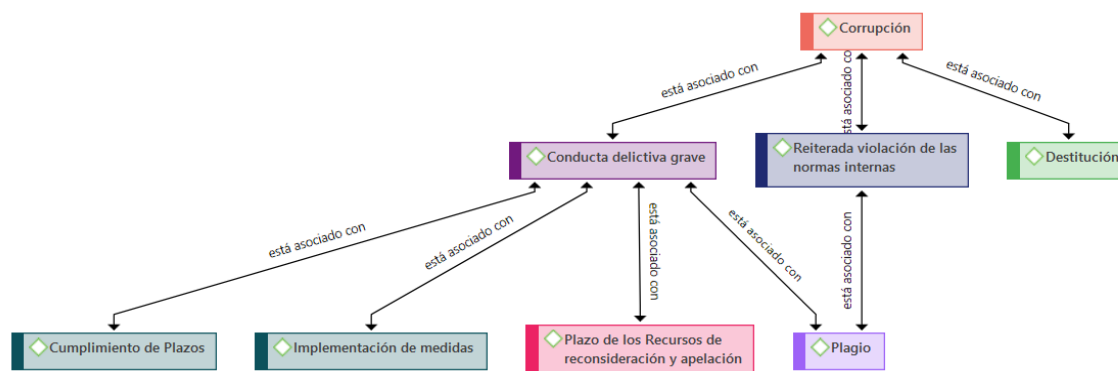 Corrupción
está asociado con
está asociado con
está asociado con
Conducta delictiva grave
Reiterada violación de las
normas internas
Destitución
está asociado con
está asociado con
está asociado con
está asociado con
está asociado con
Cumplimiento de Plazos
Implementación de medidas
Plazo de los Recursos de
reconsideración y apelación
Plagio